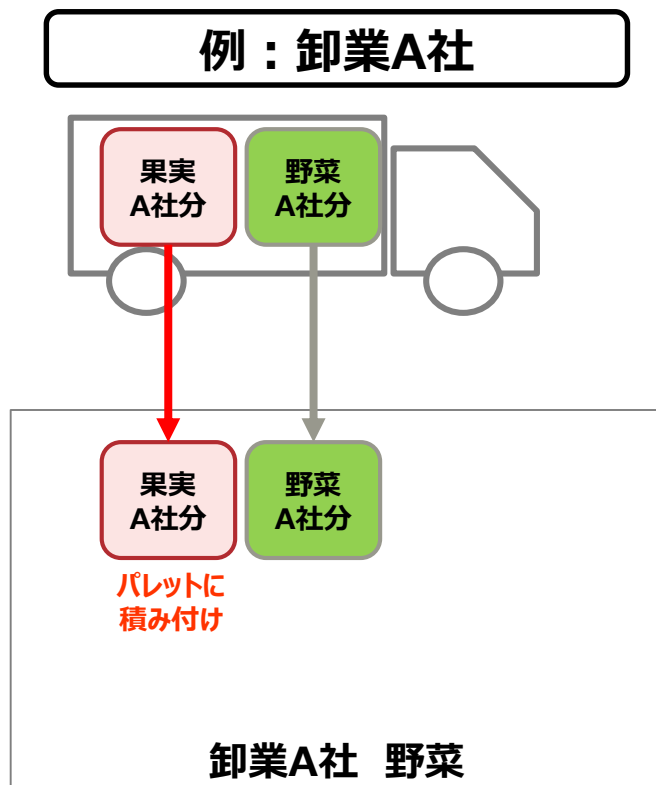 例：卸業A社
果実
A社分
野菜
A社分
果実
A社分
野菜
A社分
パレットに
積み付け
卸業A社 野菜